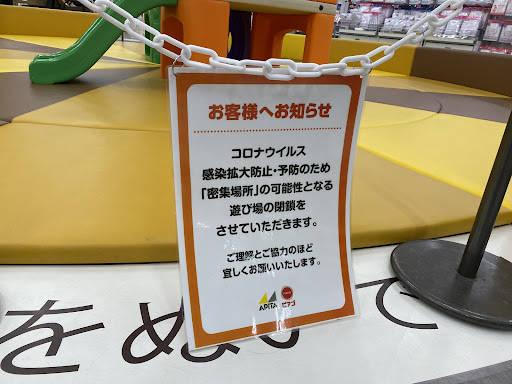 お客様へお知らせ
コロナウイルス
感染拡大防止・予防のため
「密集場所」の可能性となる
遊び場の閉鎖を
させていただきます。
ご理解とご協力のほど
宜しくお願いいたします。
APITA ピアゴ
をぬいで